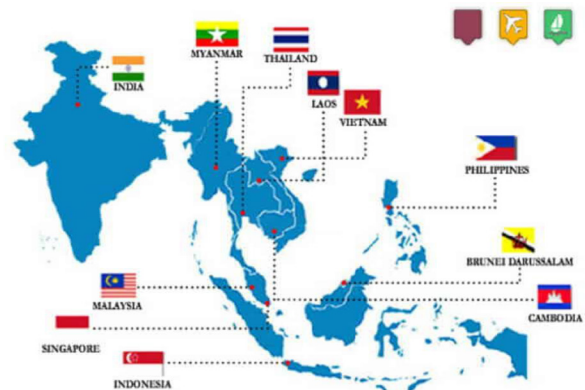 MYANMAR
THAILAND
INDIA
LAOS
VIETNAM
PHILIPPINES
BRUNEI DARUSSALAM
MALAYSIA
CAMBODIA
SINGAPORE
INDONESIA